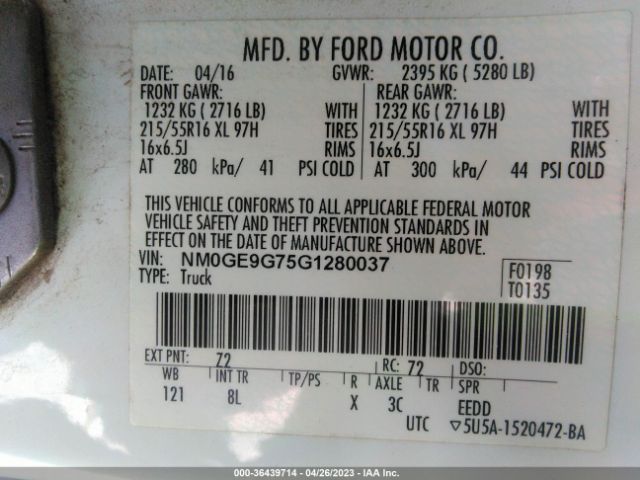 MFD. BY FORD MOTOR CO.
DATE: 04/16 GVWR: 2395 KG ( 5280 LB)
FRONT GAWR: REAR GAWR:
1232 KG ( 2716 LB) WITH 1232 KG ( 2716 LB) WITH
215/55R16 XL 97H TIRES 215/55R16 XL 97H TIRES
16x6.5J RIMS 16x6.5J RIMS
AT 280 kPa/ 41 PSI COLD AT 300 kPa/ 44 PSI COLD
THIS VEHICLE CONFORMS TO ALL APPLICABLE FEDERAL MOTOR
VEHICLE SAFETY AND THEFT PREVENTION STANDARDS IN
EFFECT ON THE DATE OF MANUFACTURE SHOWN ABOVE.
VIN: NM0GE9G75G1280037
TYPE: Truck
F0198
T0135
EXT PNT: 72 RC: 72 DSO:
WB INT TR TP/PS R AXLE TR SPR
121 8L X 3C EEDD
UTC ▽5U5A-1520472-BA
000-36439714 - 04/26/2023 - IAA Inc.